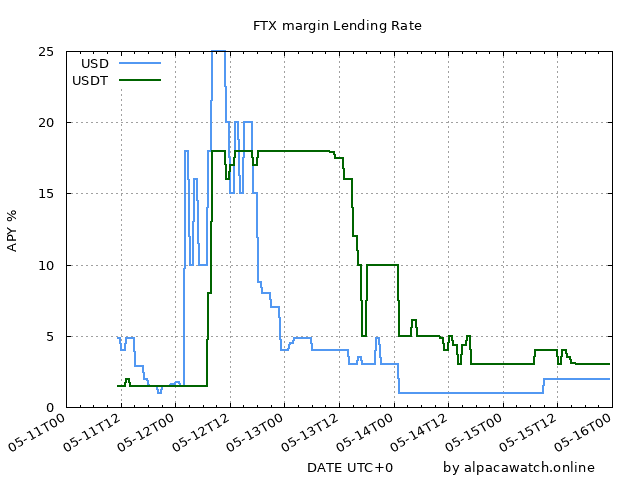 FTX margin Lending Rate
25
USD
USDT
20
15
APY %
10
5
0
05-11T00
05-11T12
05-12T00
05-12T12
05-13T00
05-13T12
05-14T00
05-14T12
05-15T00
05-15T12
05-16T00
DATE UTC+0
by alpacawatch.online